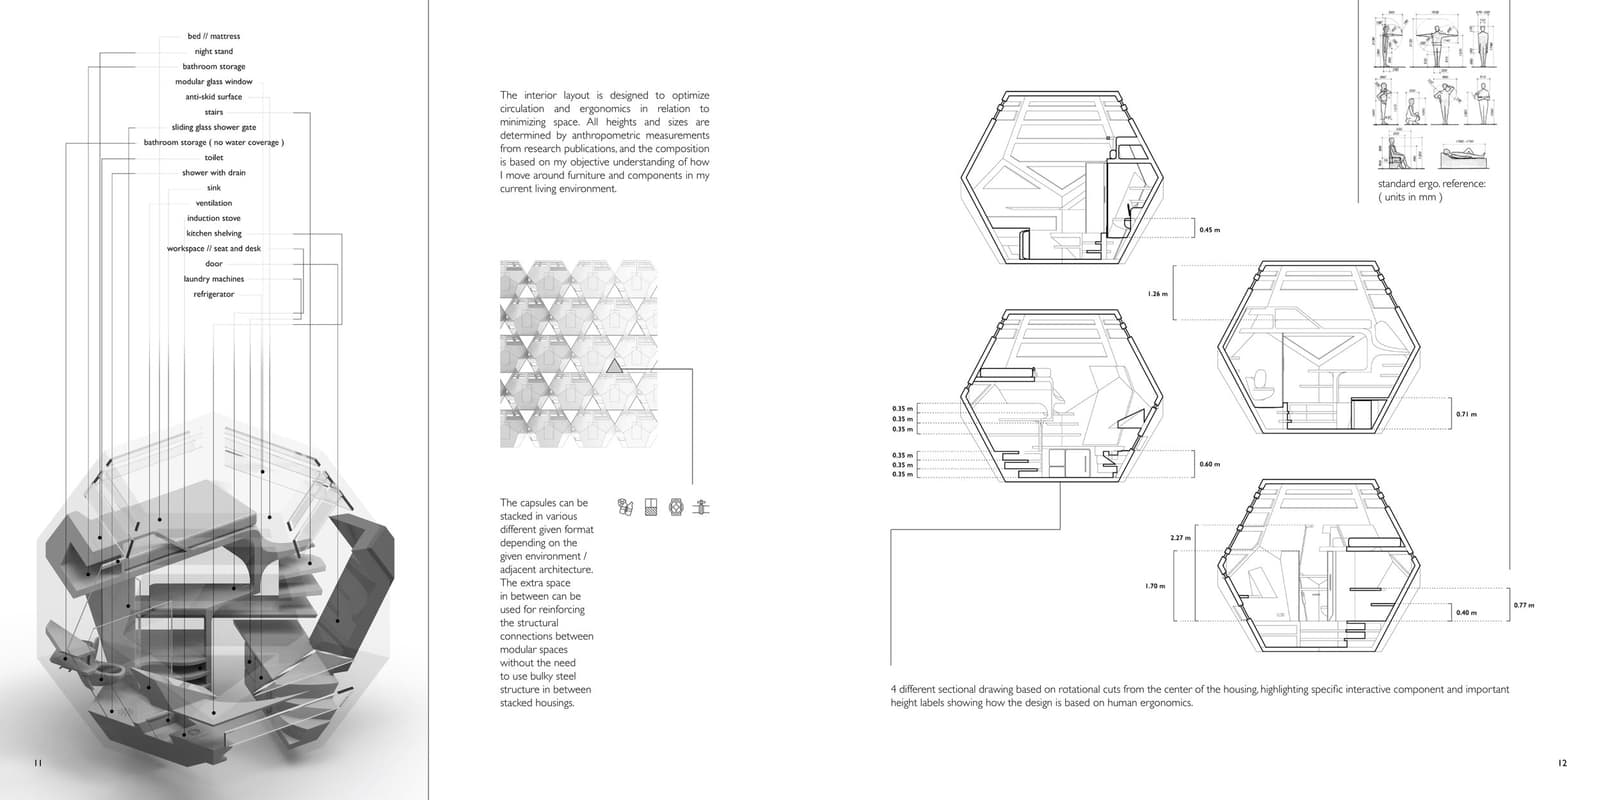 bed // mattress
night stand
bathroom storage
modular glass window
anti-skid surface
stairs
sliding glass shower gate
bathroom storage ( no water coverage )
toilet
shower with drain
sink
ventilation
induction stove
kitchen shelving
workspace // seat and desk
door
laundry machines
refrigerator
11
The interior layout is designed to optimize
circulation and ergonomics in relation to
minimizing space. All heights and sizes are
determined by anthropometric measurements
from research publications, and the composition
is based on my objective understanding of how
I move around furniture and components in my
current living environment.
The capsules can be
stacked in various
different given format
depending on the
given environment /
adjacent architecture.
The extra space
in between can be
used for reinforcing
the structural
connections between
modular spaces
without the need
to use bulky steel
structure in between
stacked housings.
standard ergo. reference:
( units in mm )
0.45 m
1.26 m
0.71 m
0.35 m
0.35 m
0.35 m
0.35 m
0.35 m
0.35 m
0.60 m
2.27 m
1.70 m
0.40 m
0.77 m
4 different sectional drawing based on rotational cuts from the center of the housing, highlighting specific interactive component and important
height labels showing how the design is based on human ergonomics.
12